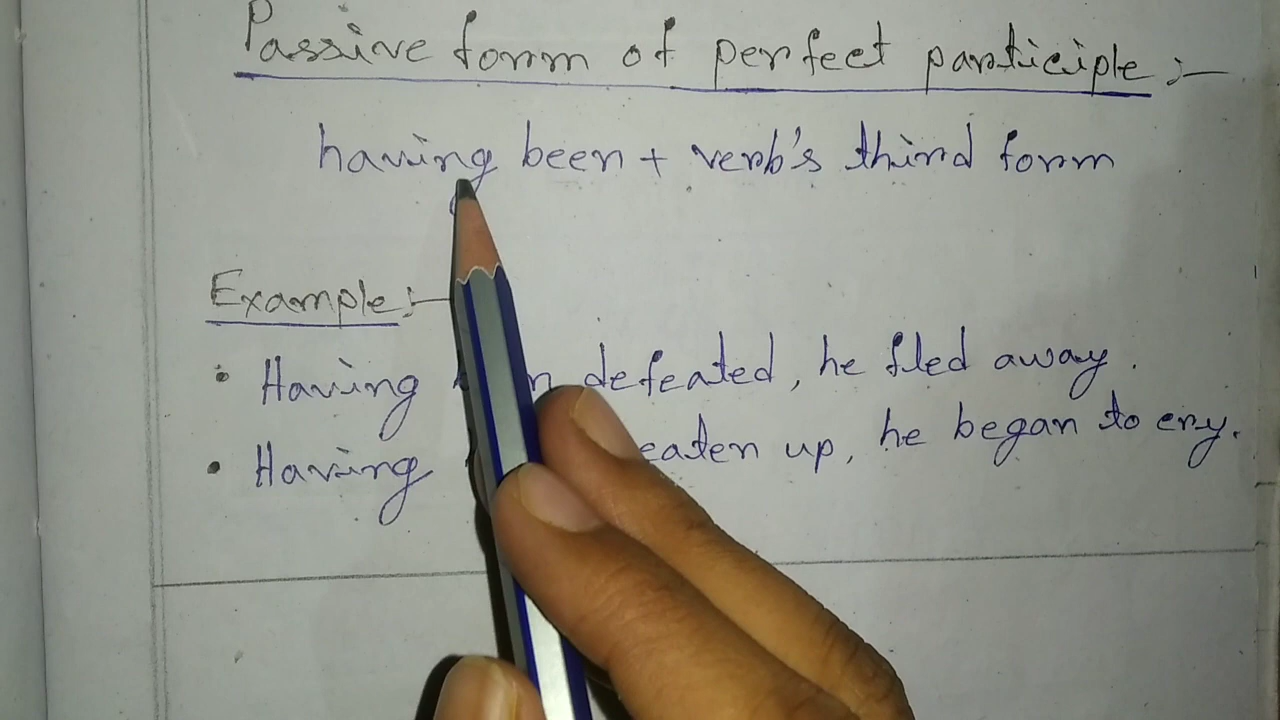 Passive form of perfect participle :-
having been + verb's third form
Example :-
• Having defeated, he fled away.
• Having eaten up, he began to cry.